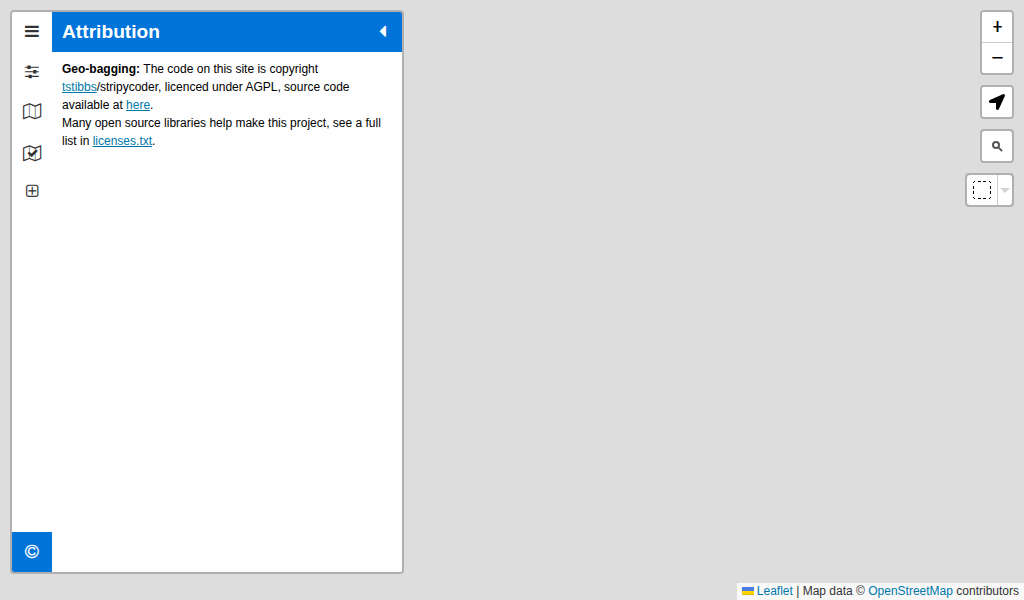 Attribution
Geo-bagging: The code on this site is copyright
tstibbs/stripycoder, licenced under AGPL, source code
available at here.
Many open source libraries help make this project, see a full
list in licenses.txt.
©
+
−
Leaflet | Map data © OpenStreetMap contributors